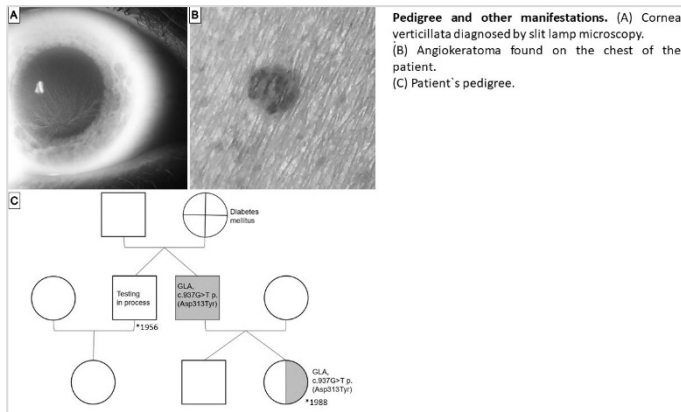 A
B
Pedigree and other manifestations. (A) Cornea
verticillata diagnosed by slit lamp microscopy.
(B) Angiokeratoma found on the chest of the
patient.
(C) Patient`s pedigree.
C
Diabetes
mellitus
Testing
in process
*1956
GLA,
c.937G>T p.
(Asp313Tyr)
GLA,
c.937G>T p.
(Asp313Tyr)
*1988